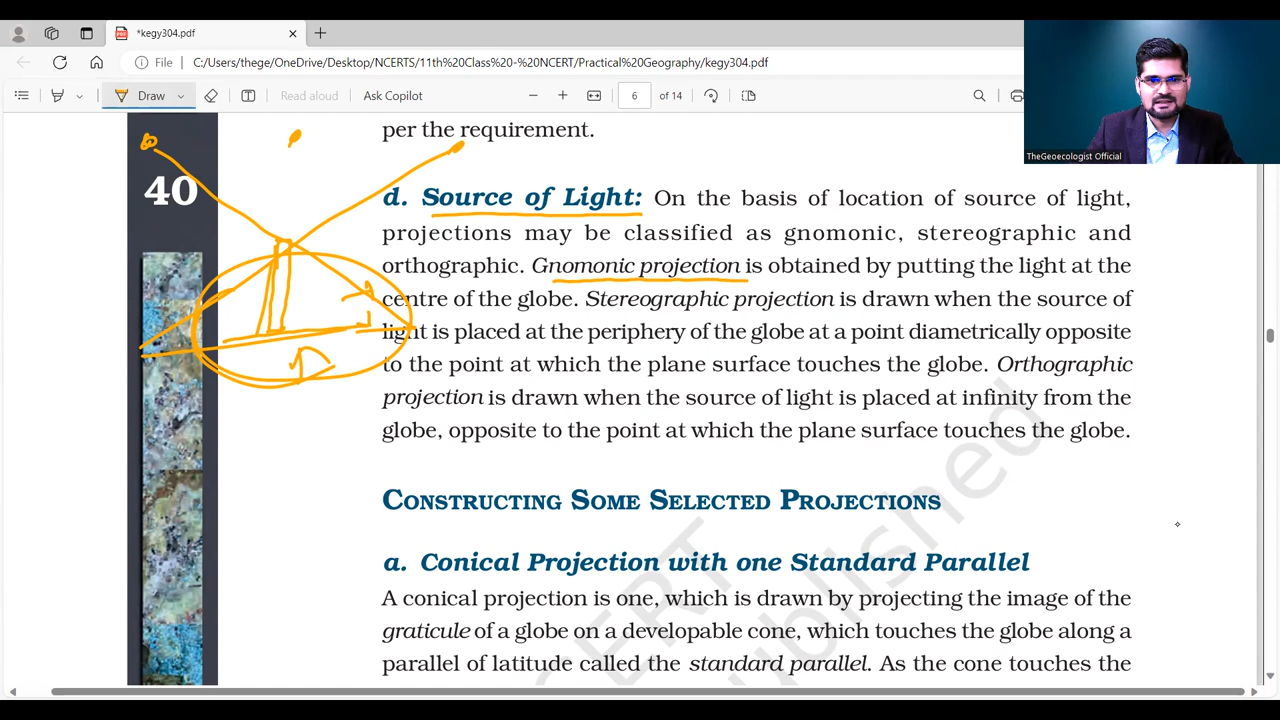 *kegy304.pdf
File C:/Users/thege/OneDrive/Desktop/NCERTS/11th%20Class%20-%20NCERT/Practical%20Geography/kegy304.pdf
Draw Read aloud Ask Copilot 6 of 14
TheGeoecologist Official
per the requirement.
40
d. Source of Light: On the basis of location of source of light,
projections may be classified as gnomonic, stereographic and
orthographic. Gnomonic projection is obtained by putting the light at the
centre of the globe. Stereographic projection is drawn when the source of
light is placed at the periphery of the globe at a point diametrically opposite
to the point at which the plane surface touches the globe. Orthographic
projection is drawn when the source of light is placed at infinity from the
globe, opposite to the point at which the plane surface touches the globe.
CONSTRUCTING SOME SELECTED PROJECTIONS
a. Conical Projection with one Standard Parallel
A conical projection is one, which is drawn by projecting the image of the
graticule of a globe on a developable cone, which touches the globe along a
parallel of latitude called the standard parallel. As the cone touches the